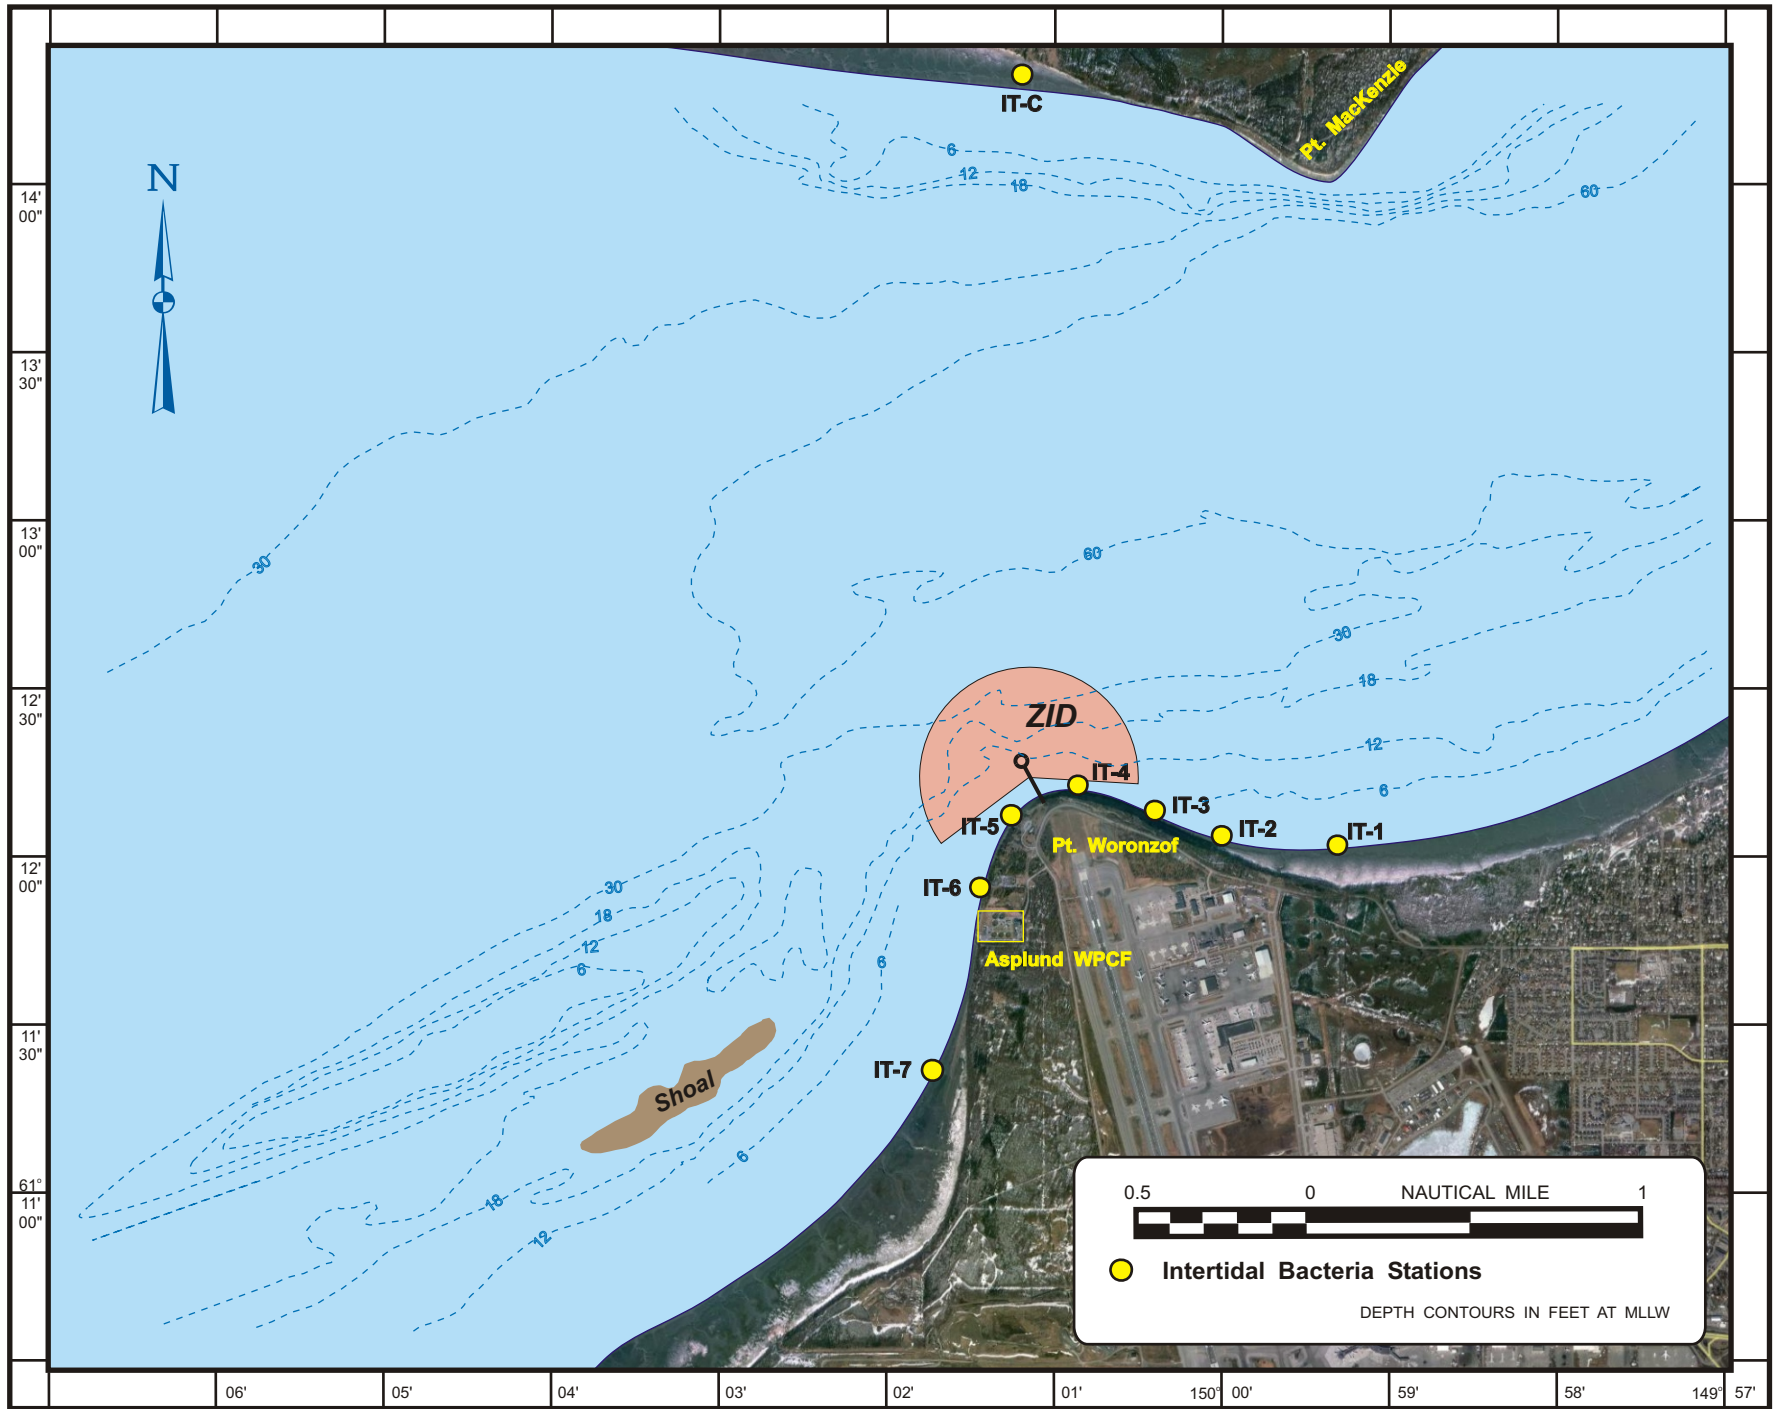 IT-C
Pt. MacKenzie
N
6
12
18
60
14'
00"
13'
30"
30
13'
00"
60
30
18
12'
30"
ZID
12
IT-4
6
IT-3
IT-5
IT-2
IT-1
Pt. Woronzof
12'
00"
30
IT-6
18
12
6
6
Asplund WPCF
11'
30"
IT-7
Shoal
6
61°
11'
00"
18
12
0.5 0 NAUTICAL MILE 1
Intertidal Bacteria Stations
DEPTH CONTOURS IN FEET AT MLLW
06' 05' 04' 03' 02' 01' 150° 00' 59' 58' 149° 57'